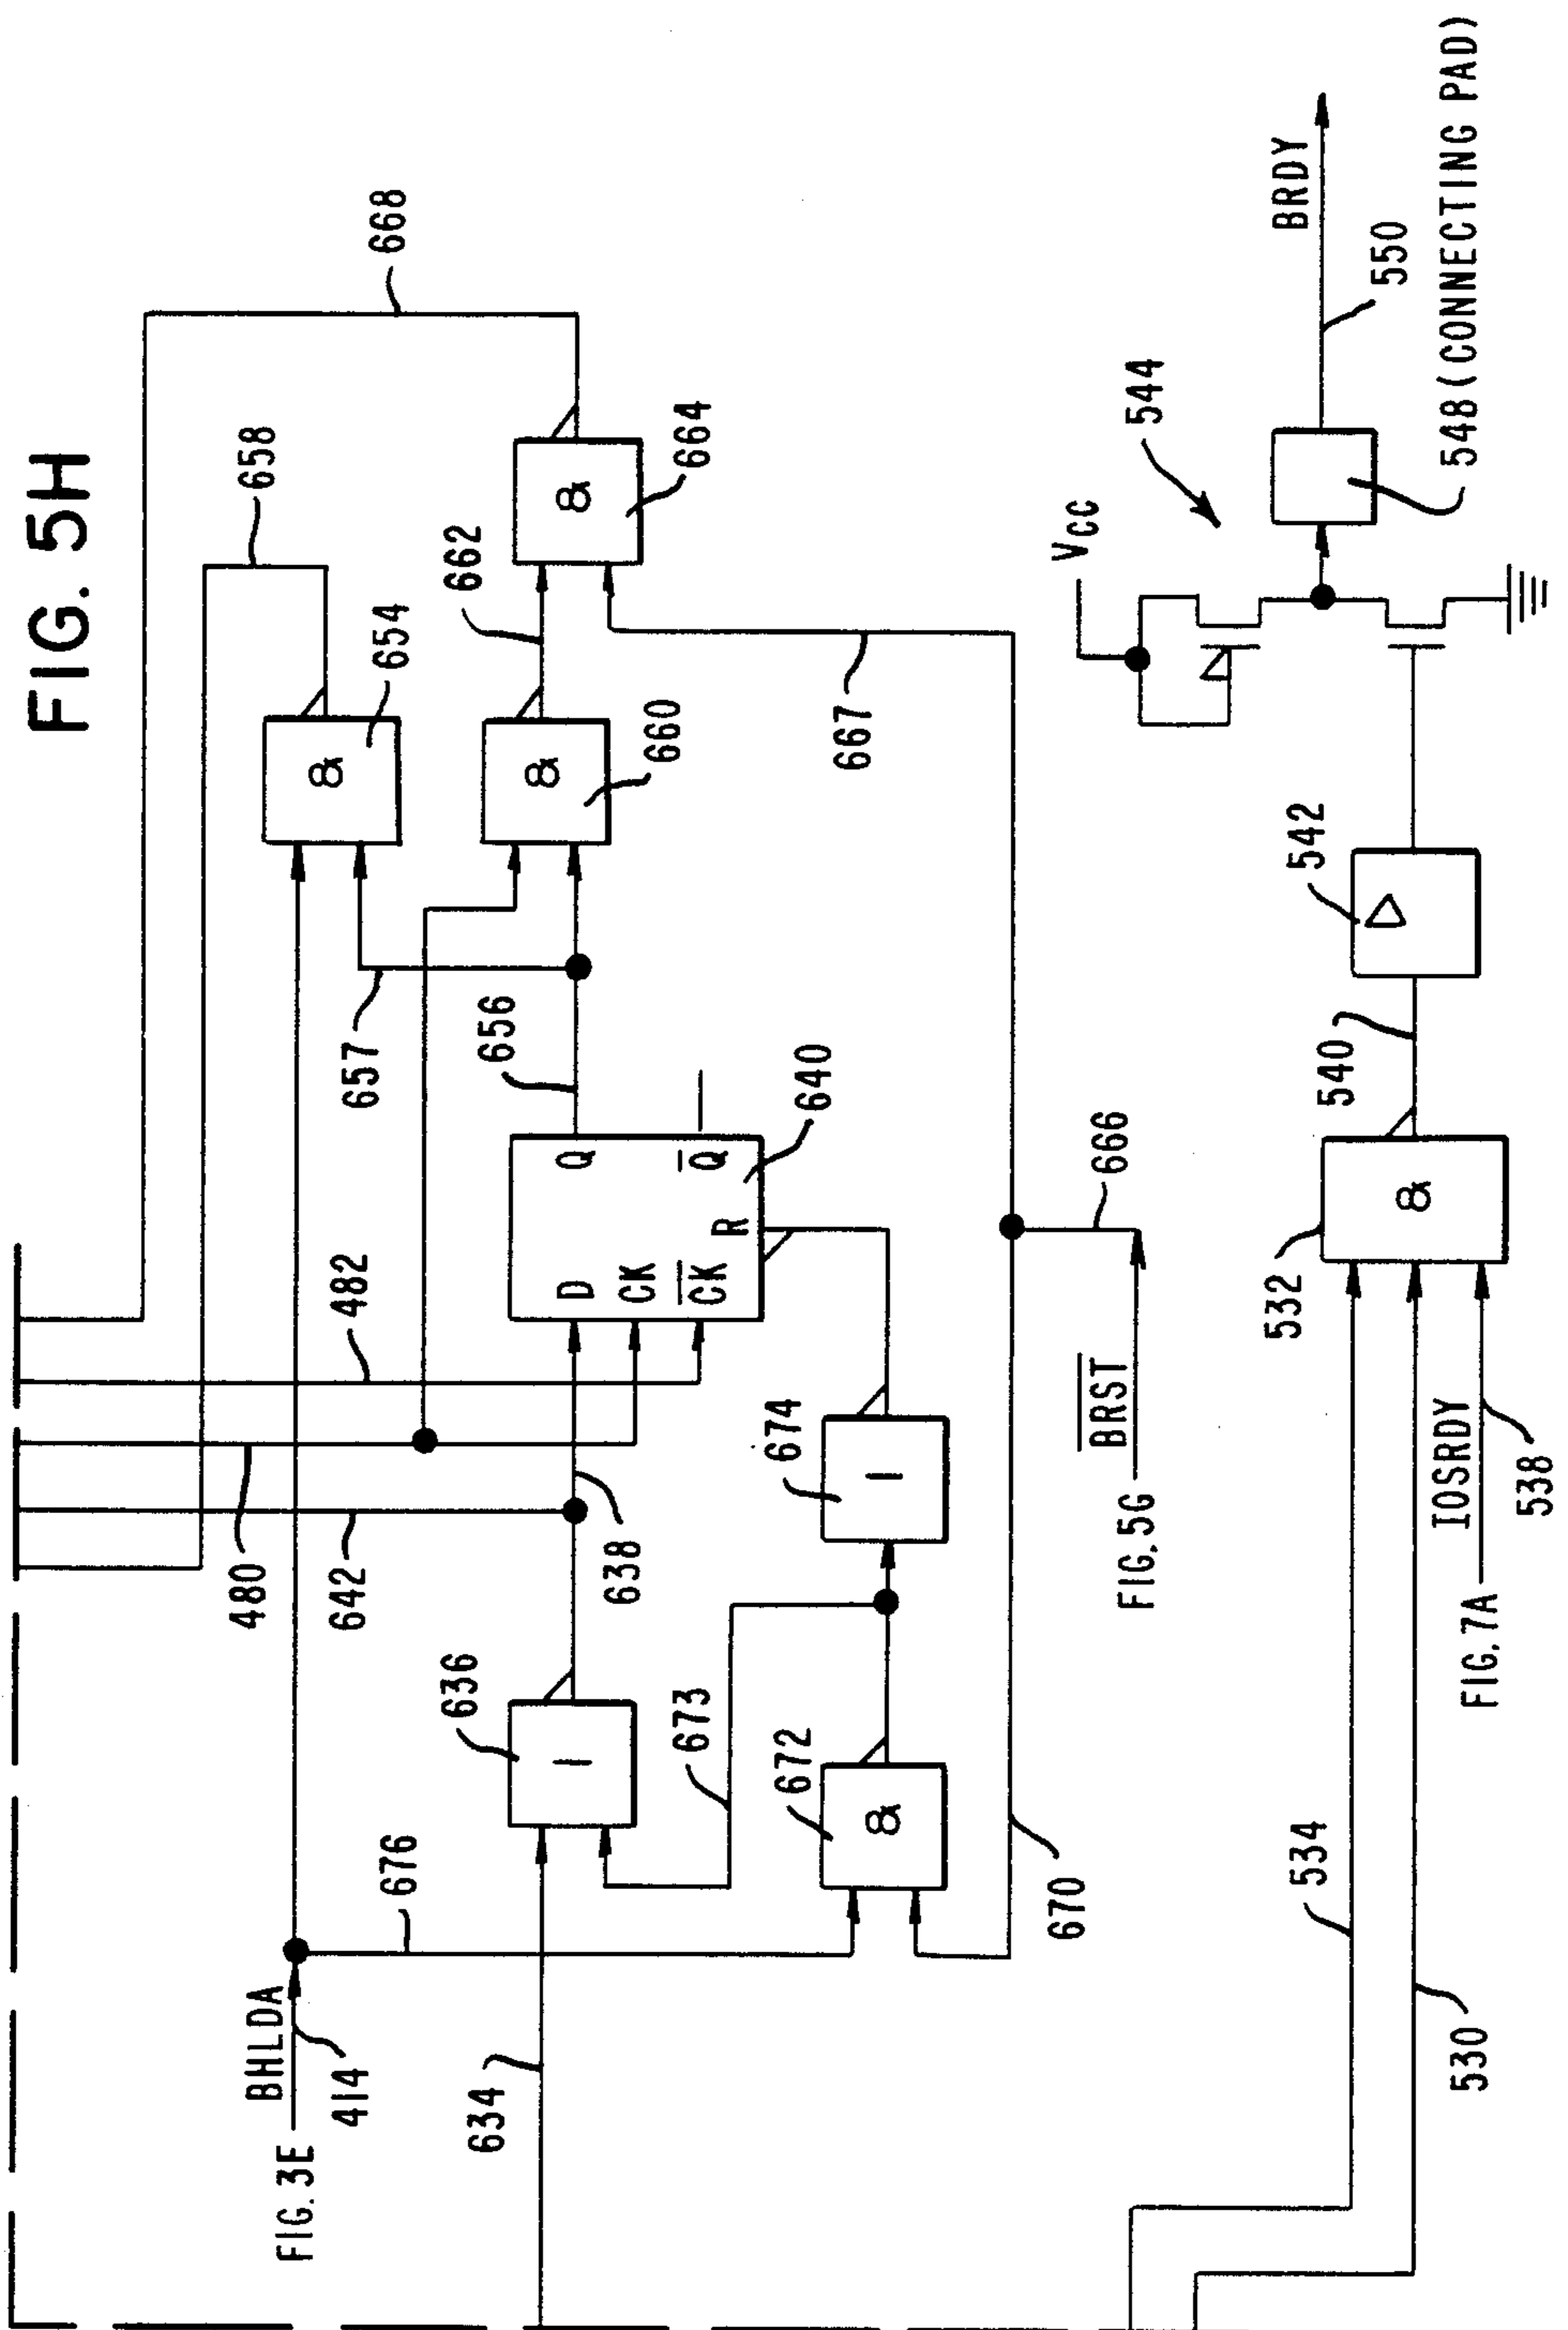 FIG. 5H
668
658
654
&
662
&
664
660
&
667
657
656
640
D
Q
CK
CK
Q
R
482
480
642
638
636
I
673
674
I
672
&
676
670
666
BRST
FIG. 5G
BHLDA
FIG. 3E
414
634
534
530
532
&
IOSRDY
FIG. 7A
538
540
542
544
VCC
BRDY
550
548 (CONNECTING PAD)